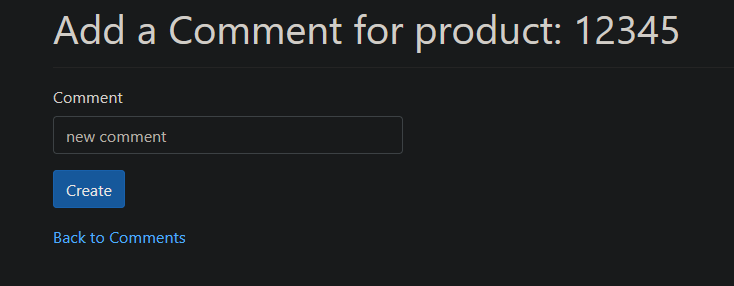 Add a Comment for product: 12345
Comment
new comment
Create
Back to Comments